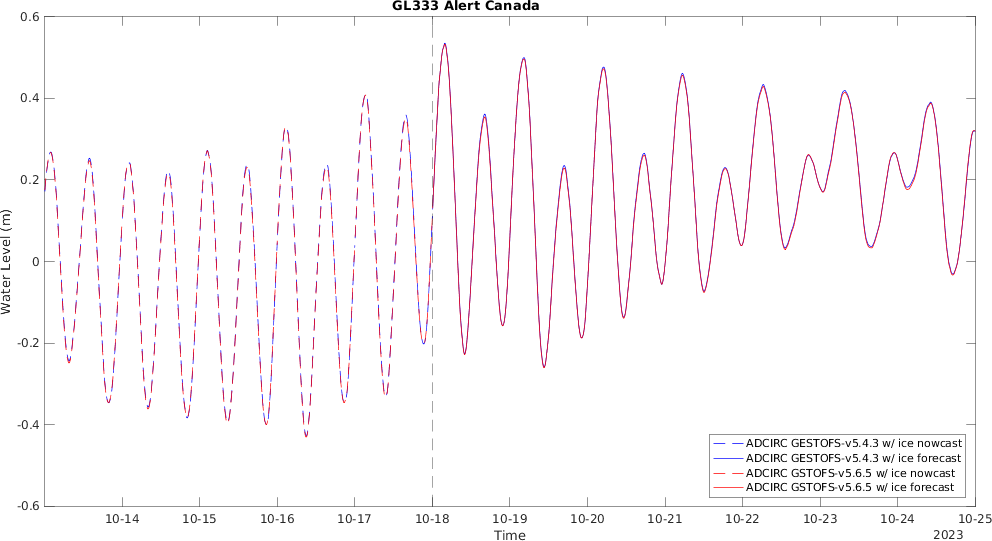 GL333 Alert Canada
0.6
0.4
0.2
0
-0.2
-0.4
-0.6
Water Level (m)
ADCIRC GESTOFS-v5.4.3 w/ ice nowcast
ADCIRC GESTOFS-v5.4.3 w/ ice forecast
ADCIRC GSTOFS-v5.6.5 w/ ice nowcast
ADCIRC GSTOFS-v5.6.5 w/ ice forecast
10-14 10-15 10-16 10-17 10-18 10-19 10-20 10-21 10-22 10-23 10-24 10-25
Time
2023